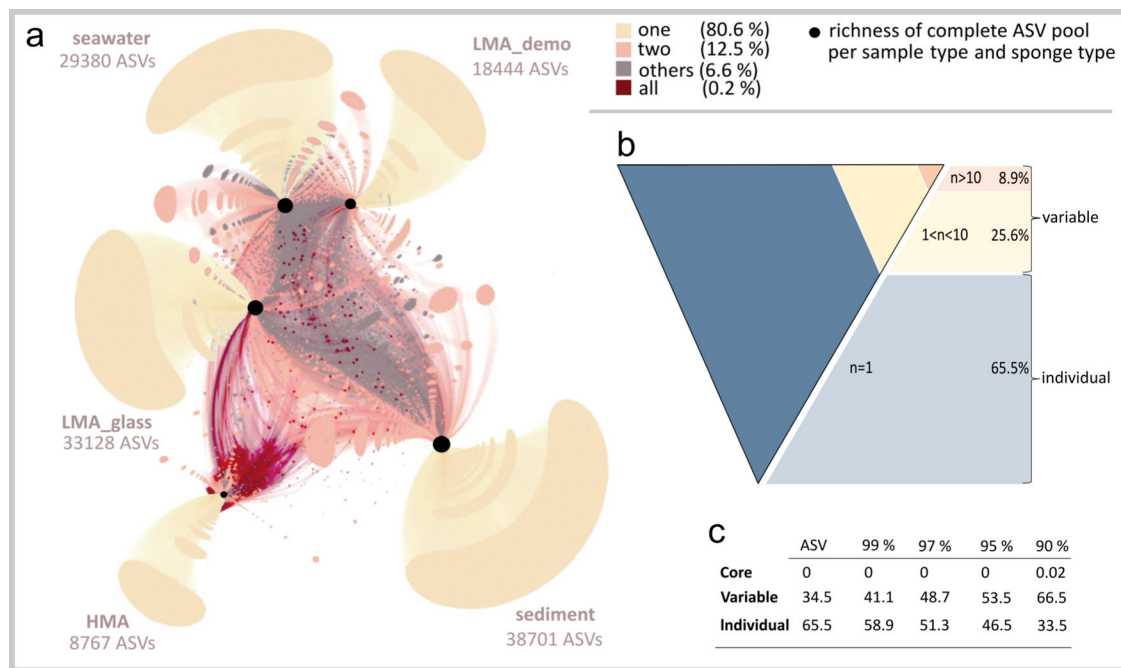 a
seawater
29380 ASVs
LMA_demo
18444 ASVs
LMA_glass
33128 ASVs
HMA
8767 ASVs
sediment
38701 ASVs
one (80.6 %)
two (12.5 %)
others (6.6 %)
all (0.2 %)
richness of complete ASV pool
per sample type and sponge type
b
n>10 8.9%
1<n<10 25.6%
variable
n=1 65.5%
individual
c
ASV 99 % 97 % 95 % 90 %
Core 0 0 0 0 0.02
Variable 34.5 41.1 48.7 53.5 66.5
Individual 65.5 58.9 51.3 46.5 33.5